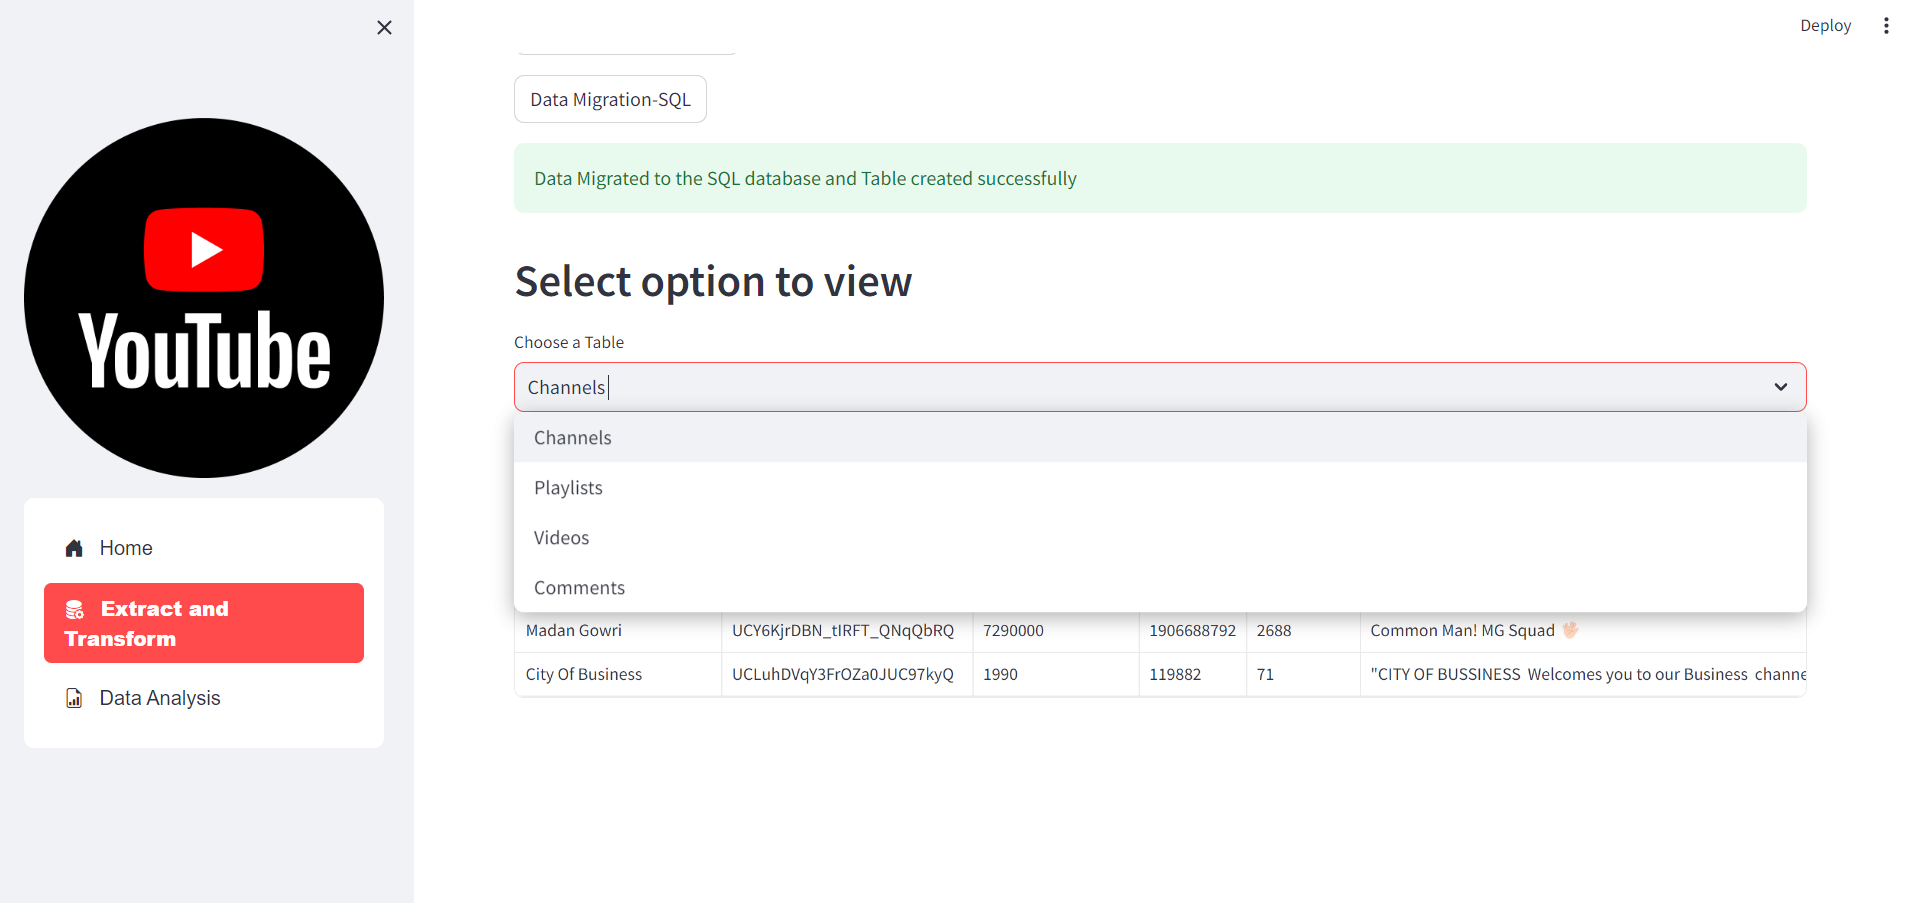 Deploy
YouTube
Home
Extract and
Transform
Data Analysis
Data Migration-SQL
Data Migrated to the SQL database and Table created successfully
Select option to view
Choose a Table
Channels
Channels
Playlists
Videos
Comments
Madan Gowri UCY6KjrDBN_tIRFT_QNqQbRQ 7290000 1906688792 2688 Common Man! MG Squad 🖖🏻
City Of Business UCLuhDVqY3FrOZa0JUC97kyQ 1990 119882 71 "CITY OF BUSSINESS Welcomes you to our Business channe